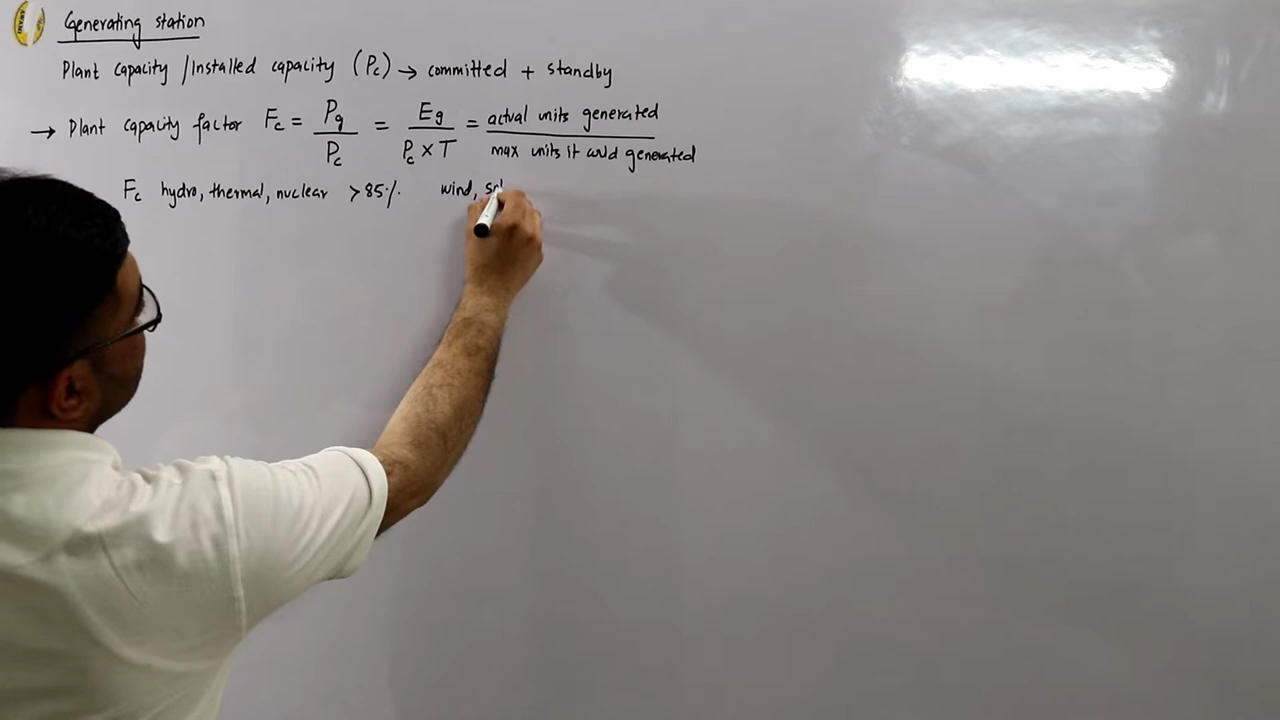 Generating station
Plant capacity / Installed capacity (Pc) → committed + standby
→ Plant capacity factor Fc = Pg / Pc = Eg / Pc × T = actual units generated / max units it could generated
Fc hydro, thermal, nuclear > 85% wind, sol